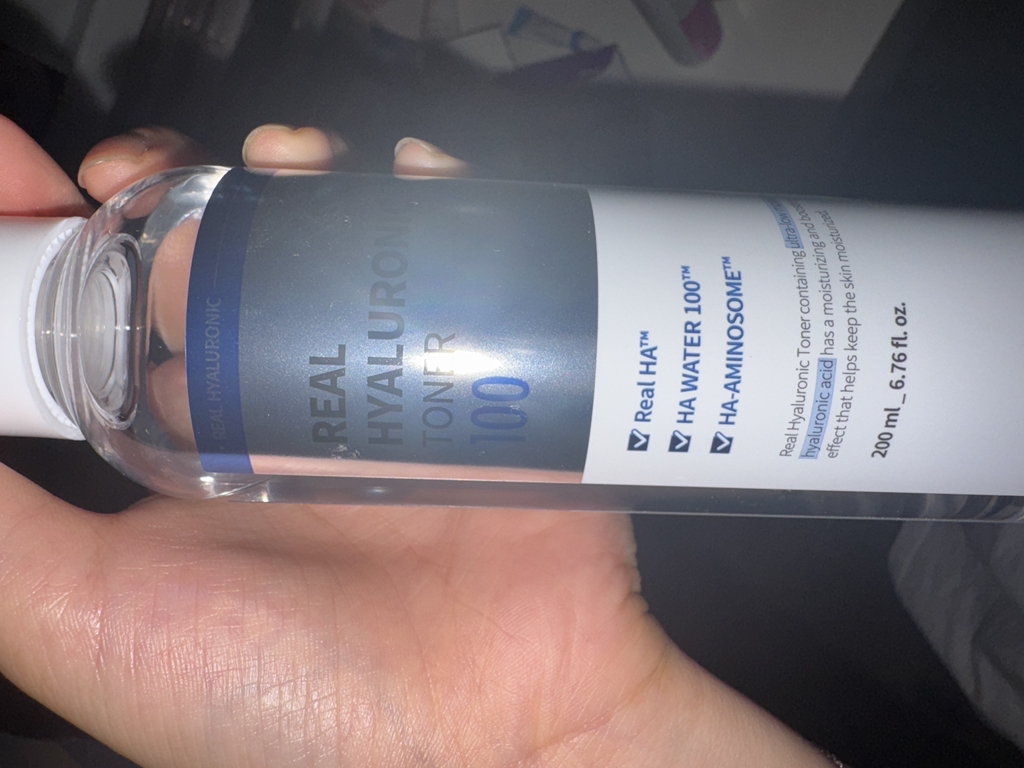 REAL HYALURONIC
REAL
HYALURONIC
TONER
100
Real HA™
HA WATER 100™
HA-AMINOSOME™
Real Hyaluronic Toner containing
hyaluronic acid has a moisturizing and
effect that helps keep the skin moisturized
200 ml_ 6.76 fl. oz.